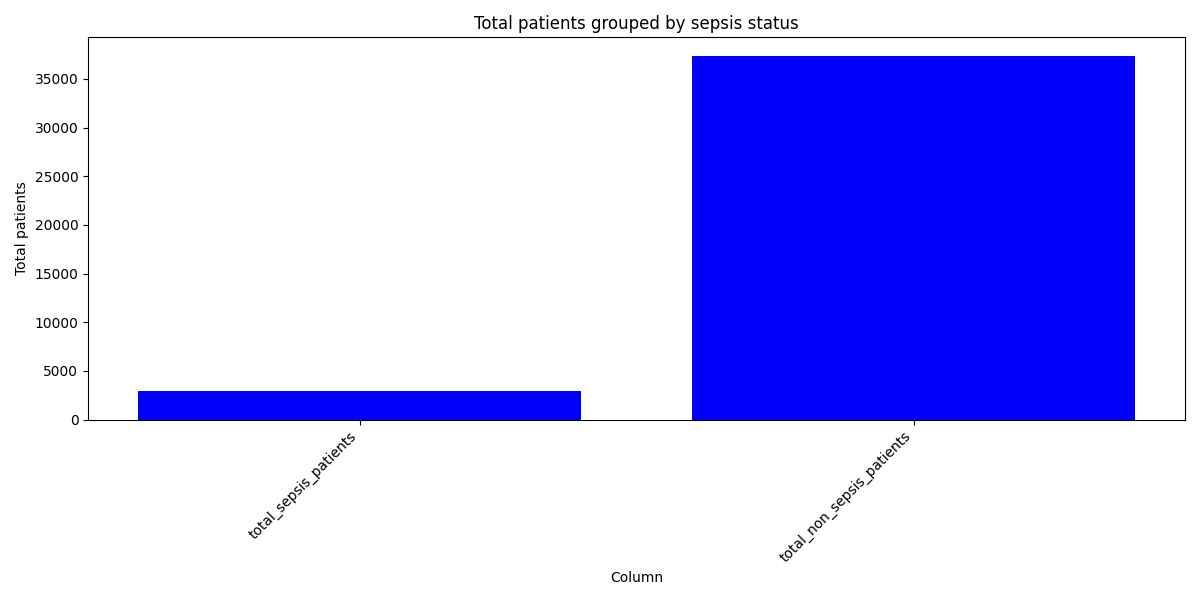 Total patients grouped by sepsis status
Total patients
35000
30000
25000
20000
15000
10000
5000
0
total_sepsis_patients
total_non_sepsis_patients
Column